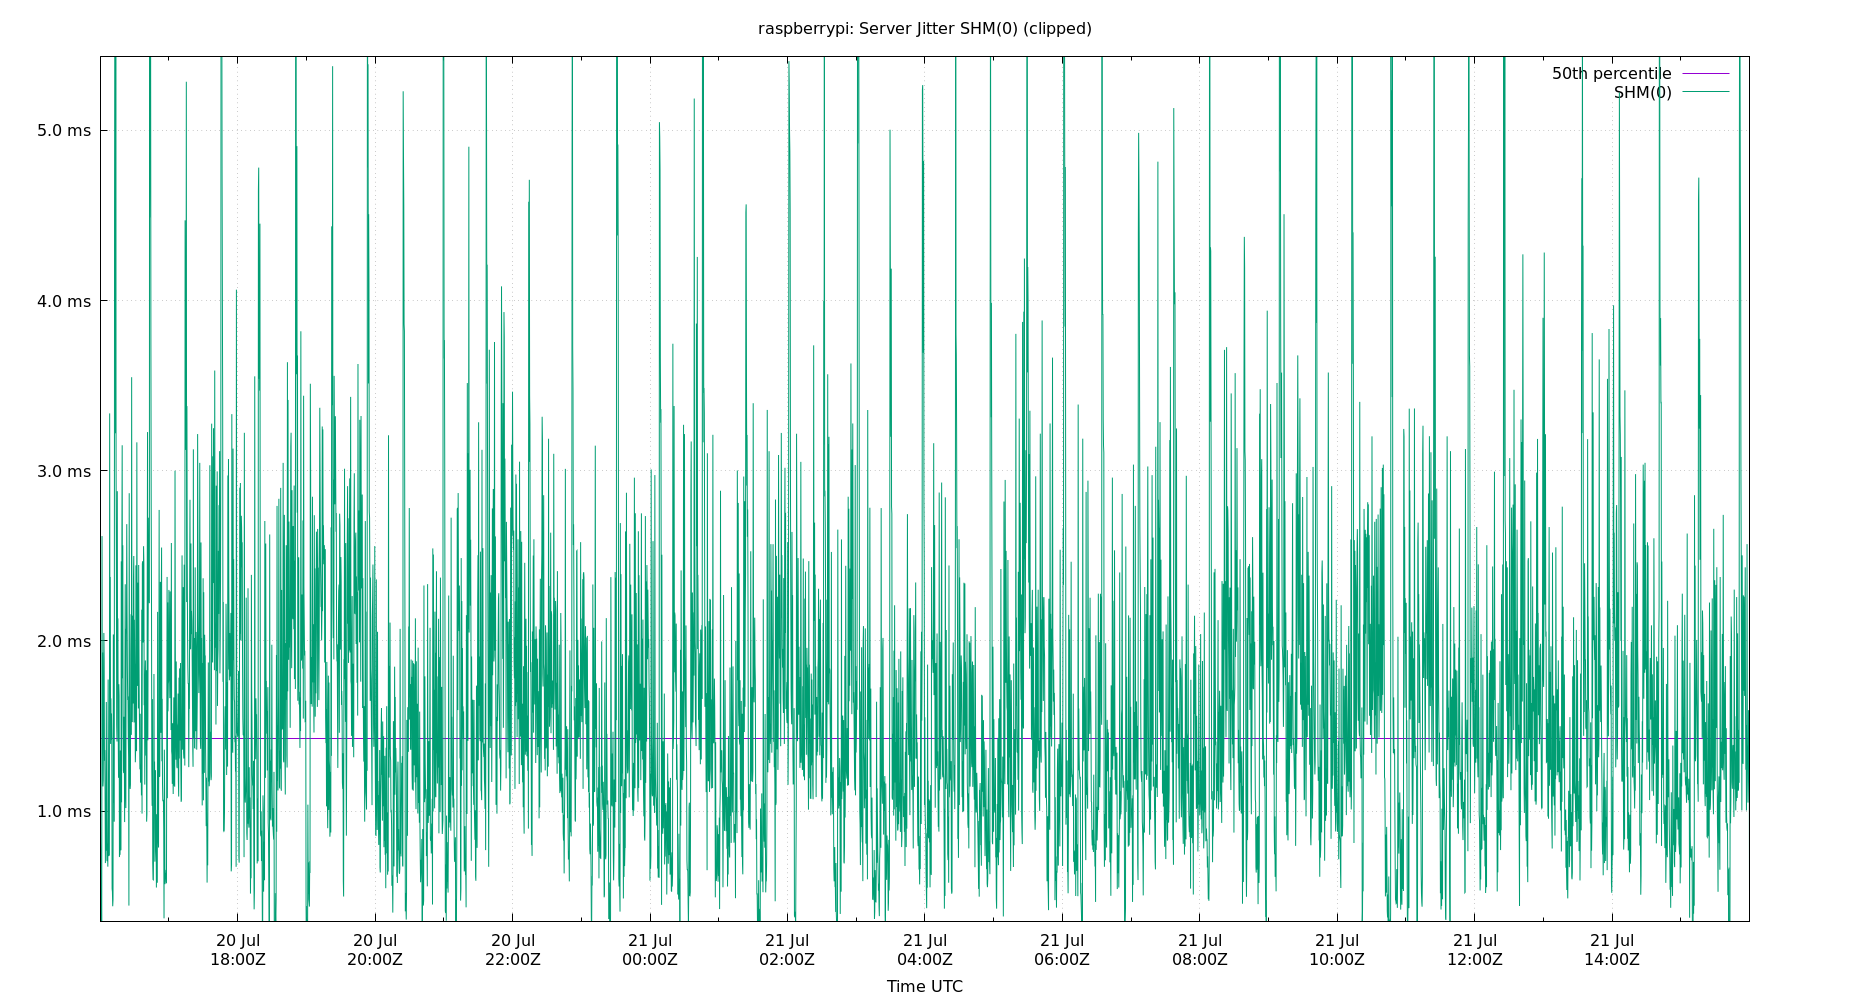 raspberrypi: Server Jitter SHM(0) (clipped)
50th percentile
SHM(0)
5.0 ms
4.0 ms
3.0 ms
2.0 ms
1.0 ms
20 Jul 20 Jul 20 Jul 21 Jul 21 Jul 21 Jul 21 Jul 21 Jul 21 Jul 21 Jul 21 Jul
18:00Z 20:00Z 22:00Z 00:00Z 02:00Z 04:00Z 06:00Z 08:00Z 10:00Z 12:00Z 14:00Z
Time UTC